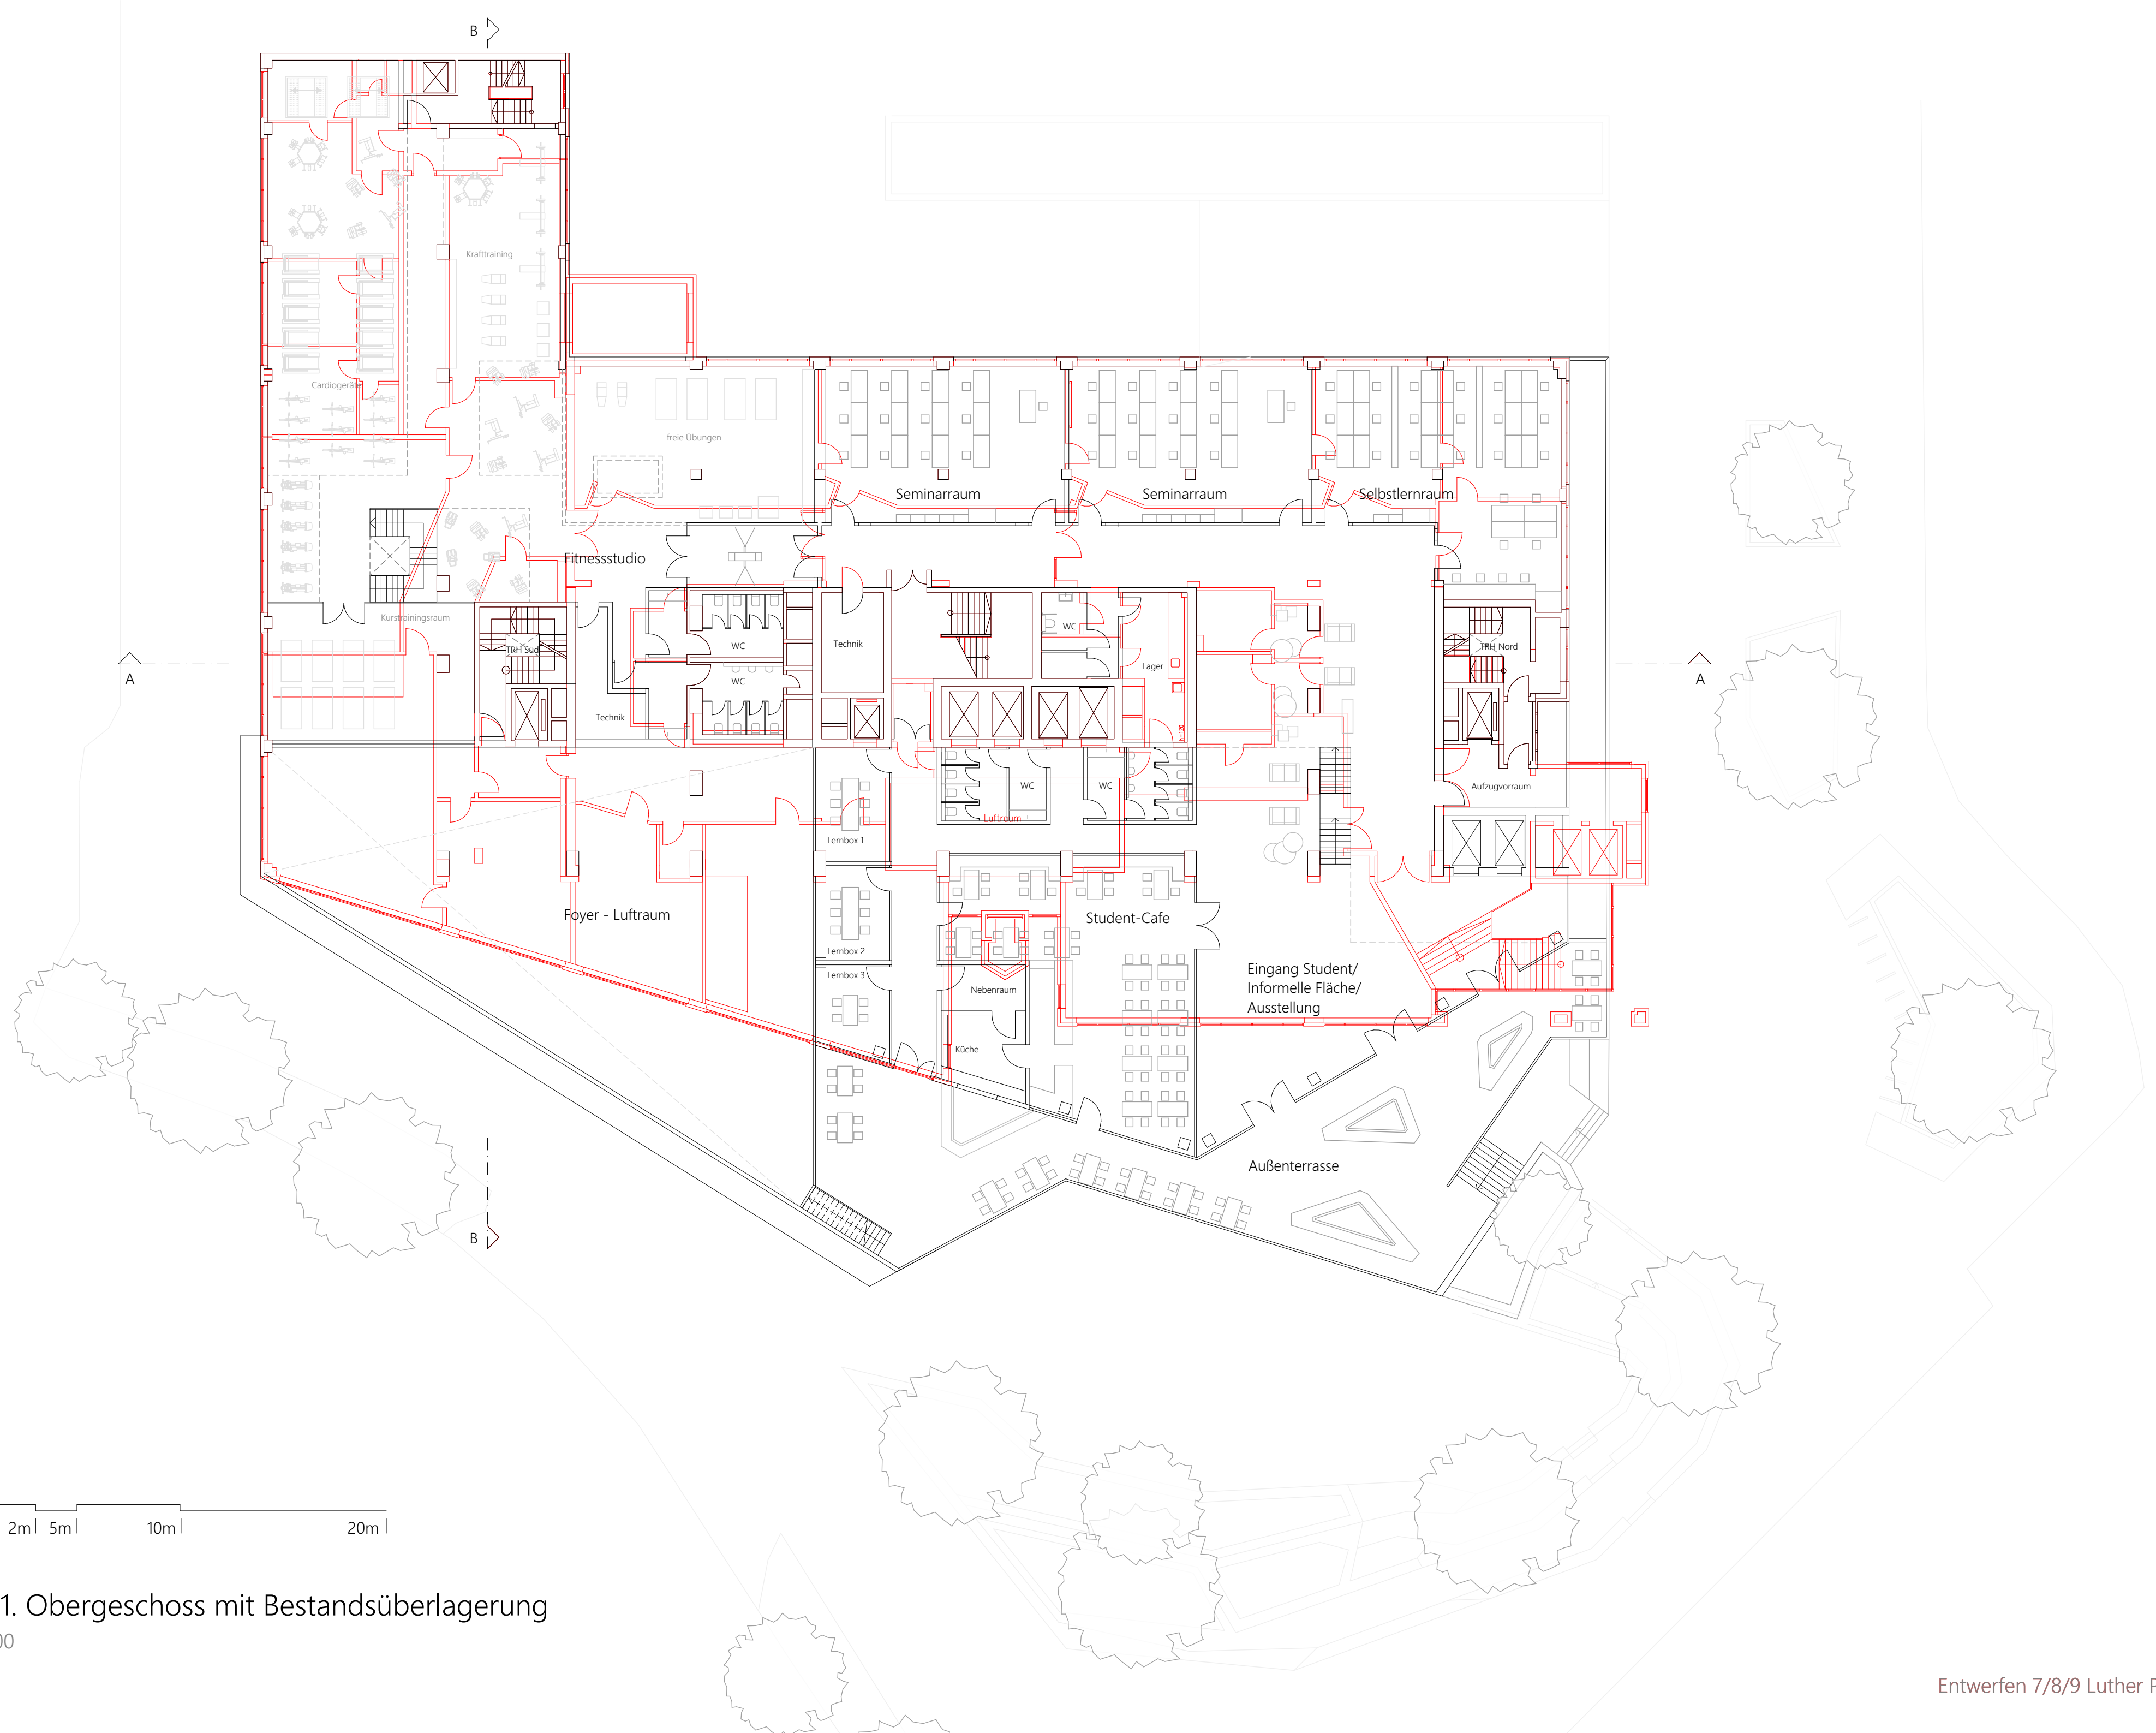 B
Krafttraining
Cardiogeräte
freie Übungen
Seminarraum
Seminarraum
Selbstlernraum
Fitnessstudio
Kurstrainingsraum
TRH Süd
WC
Technik
WC
TRH Nord
A
WC
Lager
A
Technik
h=120
WC
WC
Aufzugvorraum
Luftraum
Lernbox 1
Foyer - Luftraum
Student-Cafe
Lernbox 2
Lernbox 3
Eingang Student/
Informelle Fläche/
Ausstellung
Nebenraum
Küche
Außenterrasse
B
2m 5m 10m 20m
1. Obergeschoss mit Bestandsüberlagerung
00
Entwerfen 7/8/9 Luther